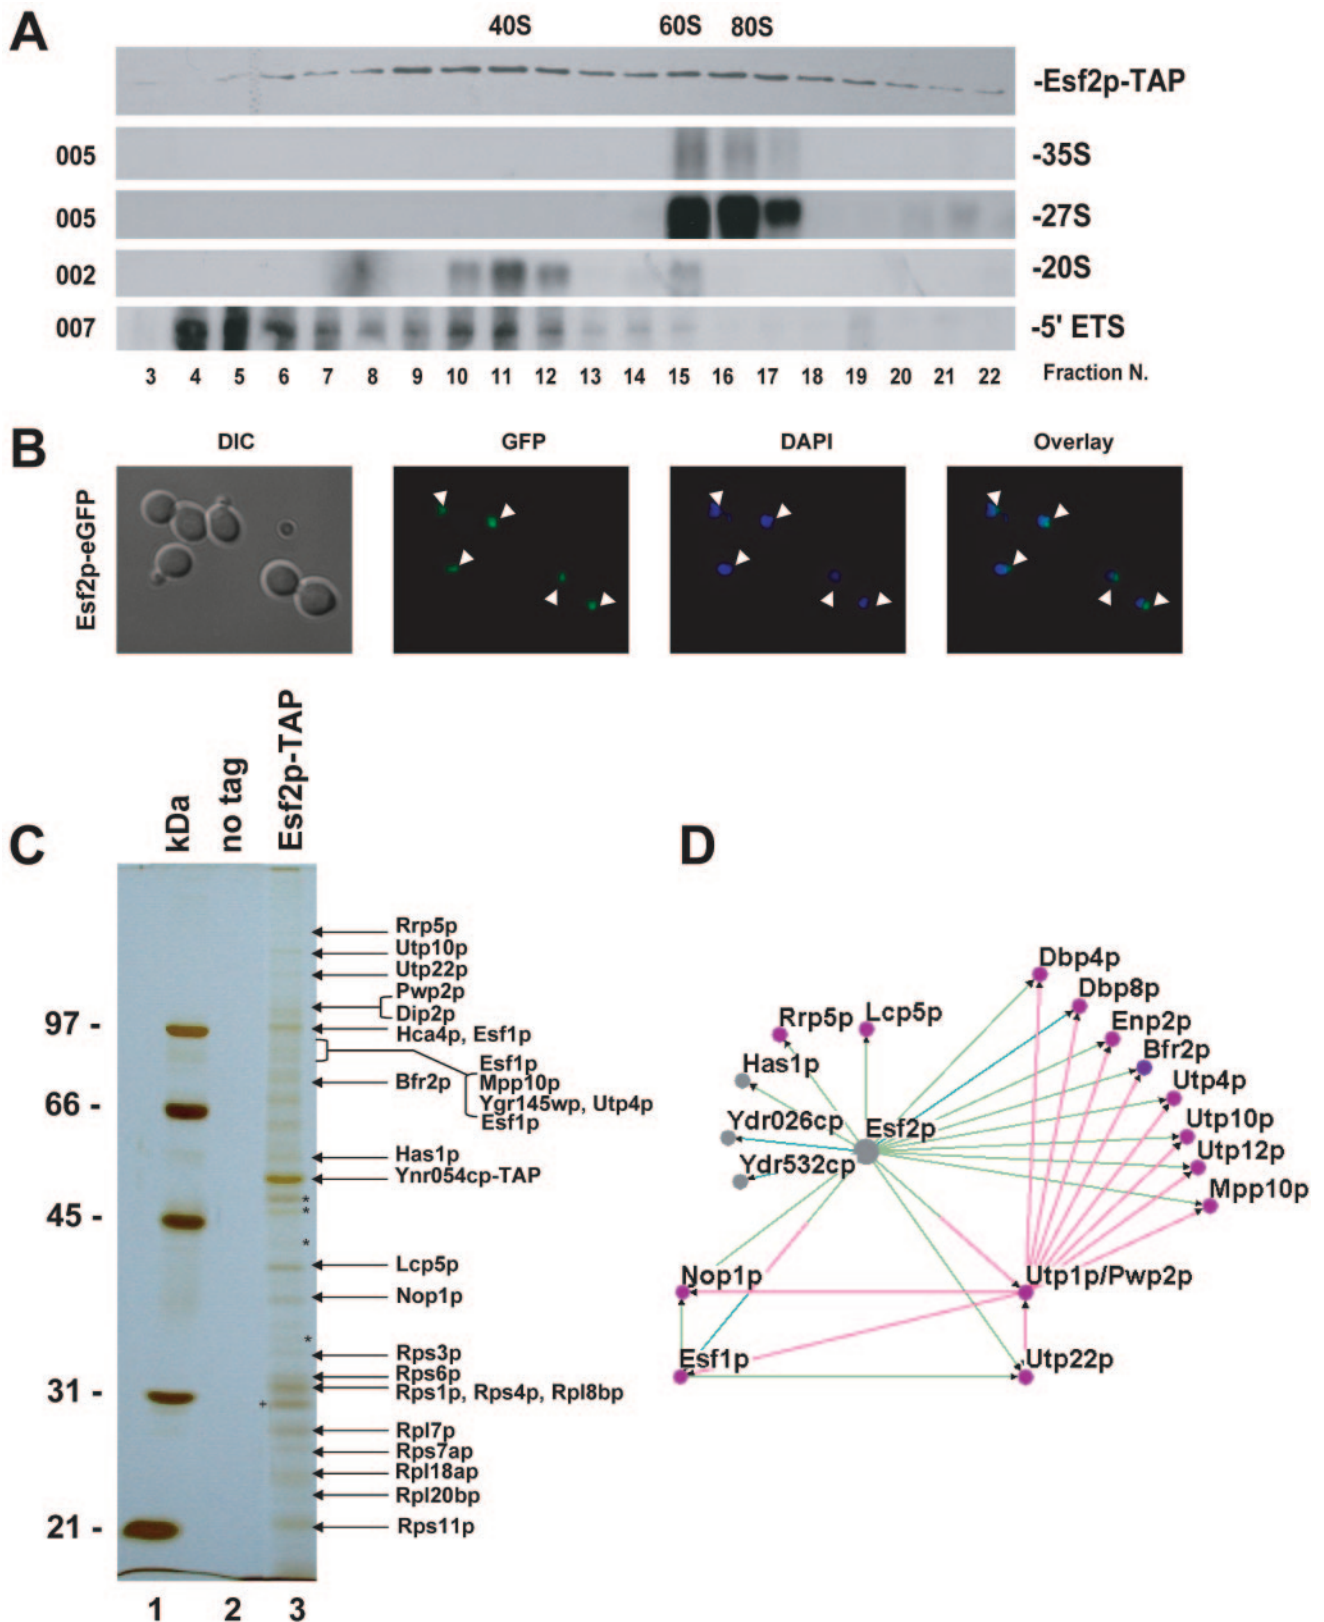 A
40S 60S 80S
-Esf2p-TAP
005 -35S
005 -27S
002 -20S
007 -5' ETS
3 4 5 6 7 8 9 10 11 12 13 14 15 16 17 18 19 20 21 22 Fraction N.
B
DIC GFP DAPI Overlay
Esf2p-eGFP
C
kDa
no tag
Esf2p-TAP
97 -
66 -
45 -
31 -
21 -
Rrp5p
Utp10p
Utp22p
Pwp2p
Dip2p
Hca4p, Esf1p
Esf1p
Mpp10p
Bfr2p
Ygr145wp, Utp4p
Esf1p
Has1p
Ynr054cp-TAP
*
*
*
Lcp5p
Nop1p
*
Rps3p
Rps6p
Rps1p, Rps4p, Rpl8bp
+
Rpl7p
Rps7ap
Rpl18ap
Rpl20bp
Rps11p
1 2 3
D
Dbp4p
Dbp8p
Rrp5p Lcp5p
Enp2p
Bfr2p
Has1p
Utp4p
Ydr026cp Esf2p
Utp10p
Utp12p
Ydr532cp
Mpp10p
Nop1p Utp1p/Pwp2p
Esf1p Utp22p